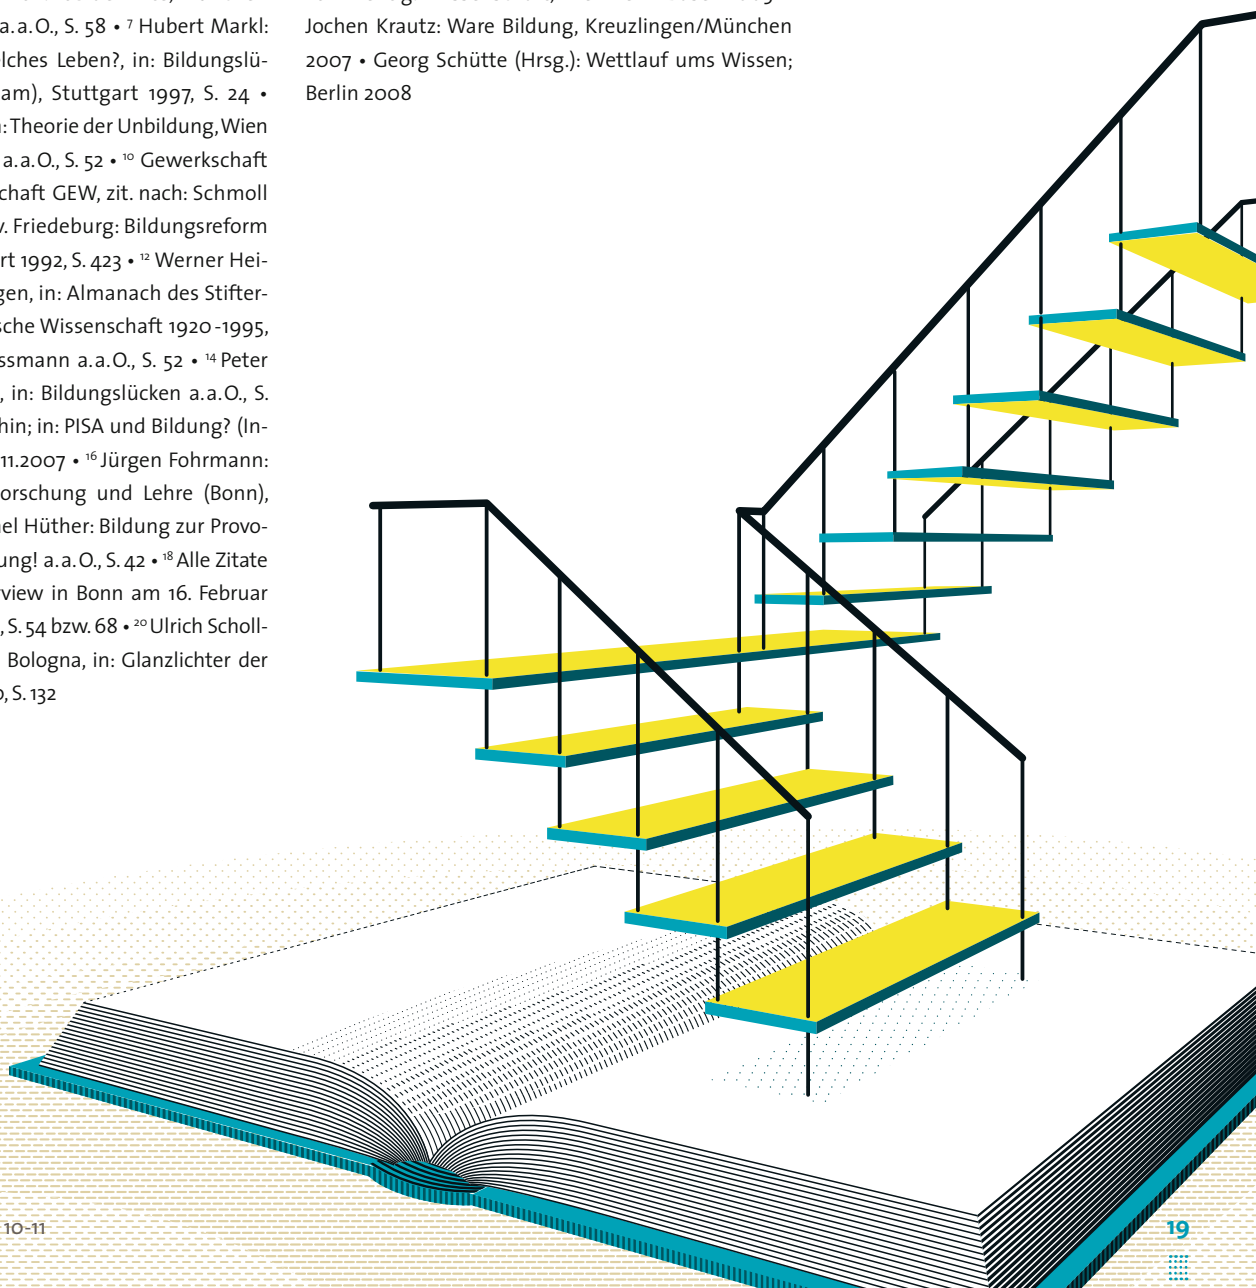 a.a.O., S. 58 • 7 Hubert Markl:
lches Leben?, in: Bildungslü-
am), Stuttgart 1997, S. 24 •
: Theorie der Unbildung, Wien
a.a.O., S. 52 • 10 Gewerkschaft
chaft GEW, zit. nach: Schmoll
v. Friedeburg: Bildungsreform
rt 1992, S. 423 • 12 Werner Hei-
gen, in: Almanach des Stifter-
sche Wissenschaft 1920-1995,
ssmann a.a.O., S. 52 • 14 Peter
, in: Bildungslücken a.a.O., S.
hin; in: PISA und Bildung? (In-
11.2007 • 16 Jürgen Fohrmann:
orschung und Lehre (Bonn),
el Hüther: Bildung zur Provo-
ung! a.a.O., S. 42 • 18 Alle Zitate
view in Bonn am 16. Februar
, S. 54 bzw. 68 • 20 Ulrich Scholl-
Bologna, in: Glanzlichter der
, S. 132
Jochen Krautz: Ware Bildung, Kreuzlingen/München
2007 • Georg Schütte (Hrsg.): Wettlauf ums Wissen;
Berlin 2008
10-11
19